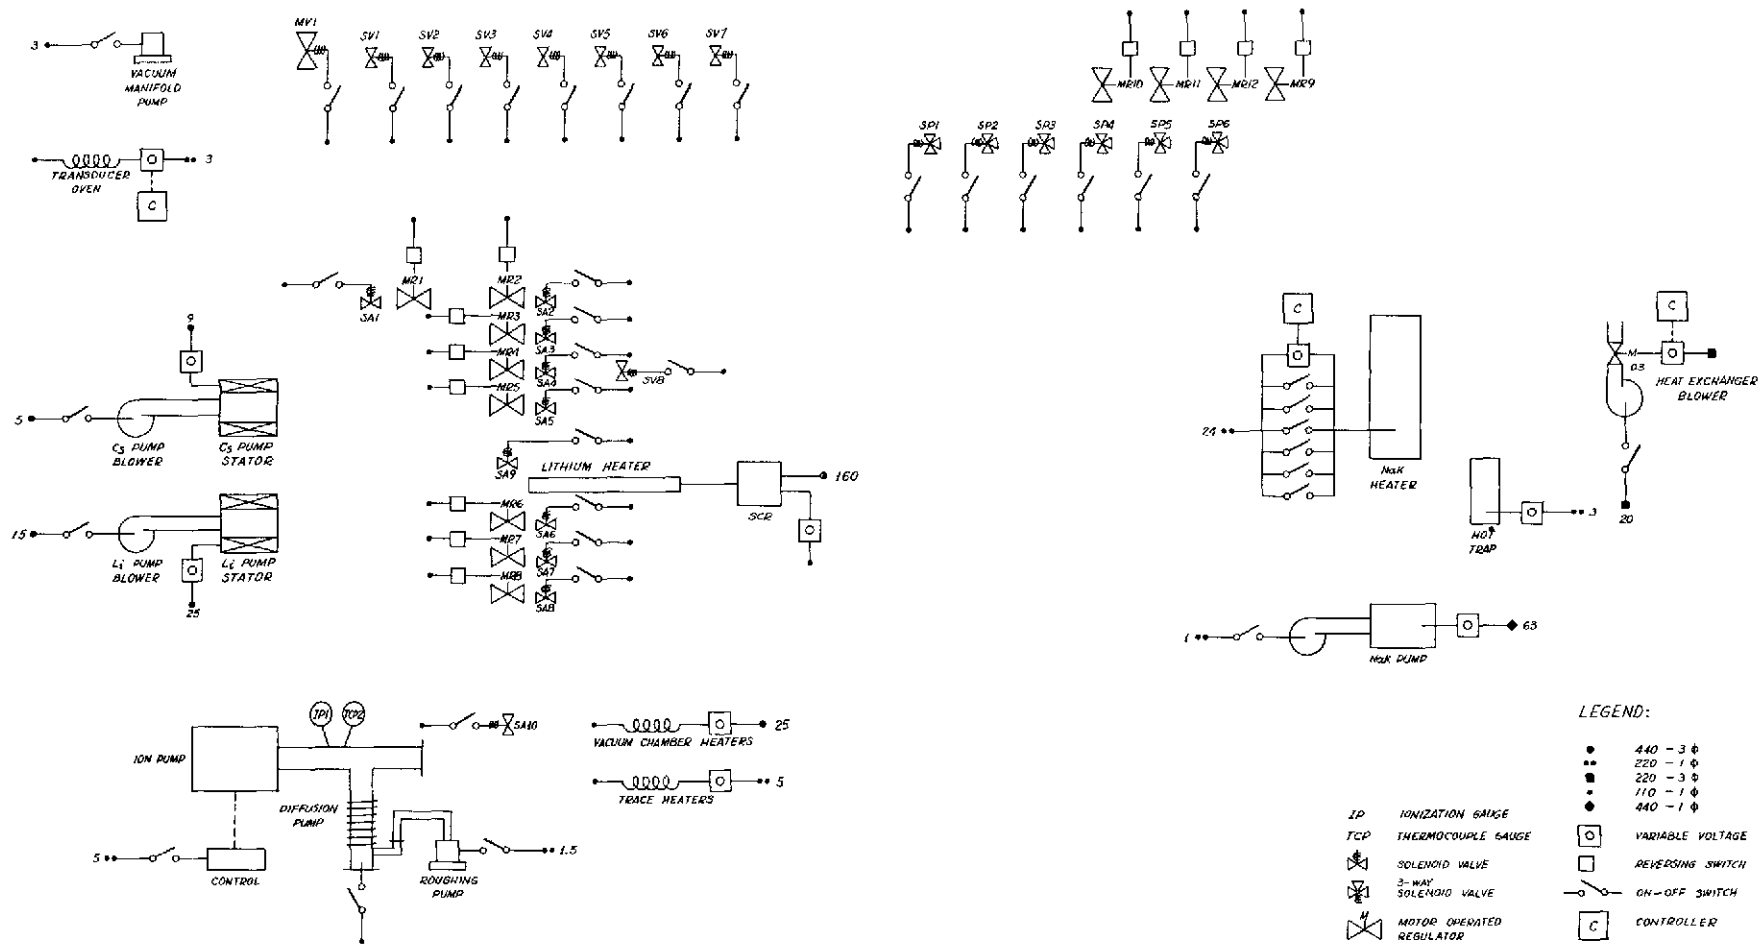 3
VACUUM
MANIFOLD
PUMP
MV1
SV1
SV2
SV3
SV4
SV5
SV6
SV7
MR10
MR11
MR12
MR9
SP1
SP2
SP3
SP4
SP5
SP6
3
TRANSDUCER
OVEN
C
MR1
SA1
MR2
SA2
MR3
SA3
MR4
SA4
SV8
MR5
SA5
9
5
Cs PUMP
BLOWER
Cs PUMP
STATOR
SA9
LITHIUM HEATER
160
SCR
MR6
SA6
MR7
SA7
MR8
SA8
15
Li PUMP
BLOWER
Li PUMP
STATOR
25
C
24
NaK
HEATER
C
M
03
HEAT EXCHANGER
BLOWER
20
3
HOT
TRAP
1
63
NaK PUMP
IP1
TCP2
SA10
ION PUMP
DIFFUSION
PUMP
5
CONTROL
1.5
ROUGHING
PUMP
25
VACUUM CHAMBER HEATERS
5
TRACE HEATERS
LEGEND:
440 - 3 ϕ
220 - 1 ϕ
220 - 3 ϕ
110 - 1 ϕ
440 - 1 ϕ
IP IONIZATION GAUGE
TCP THERMOCOUPLE GAUGE
SOLENOID VALVE
3-WAY
SOLENOID VALVE
M
MOTOR OPERATED
REGULATOR
VARIABLE VOLTAGE
REVERSING SWITCH
ON-OFF SWITCH
C CONTROLLER